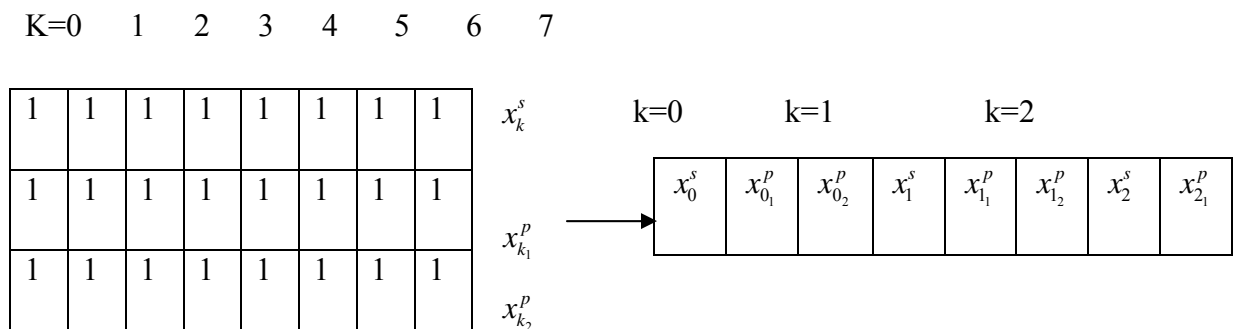 K=0 1 2 3 4 5 6 7
1 1 1 1 1 1 1 1 x_k^s
k=0 k=1 k=2
x_0^s x_{0_1}^p x_{0_2}^p x_1^s x_{1_1}^p x_{1_2}^p x_2^s x_{2_1}^p
1 1 1 1 1 1 1 1 x_{k_1}^p
1 1 1 1 1 1 1 1 x_{k_2}^p